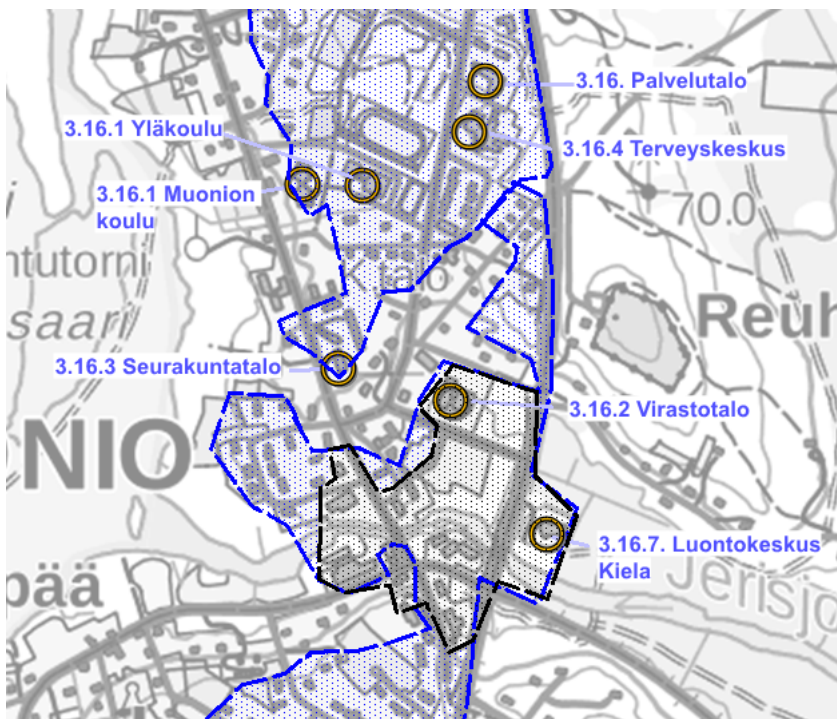 3.16. Palvelutalo
3.16.1 Yläkoulu
3.16.4 Terveyskeskus
3.16.1 Muonion
koulu
70.0
ntutorni
saari
Reuh
3.16.3 Seurakuntatalo
3.16.2 Virastotalo
NIO
3.16.7. Luontokeskus
Kiela
pää
Jerisjo